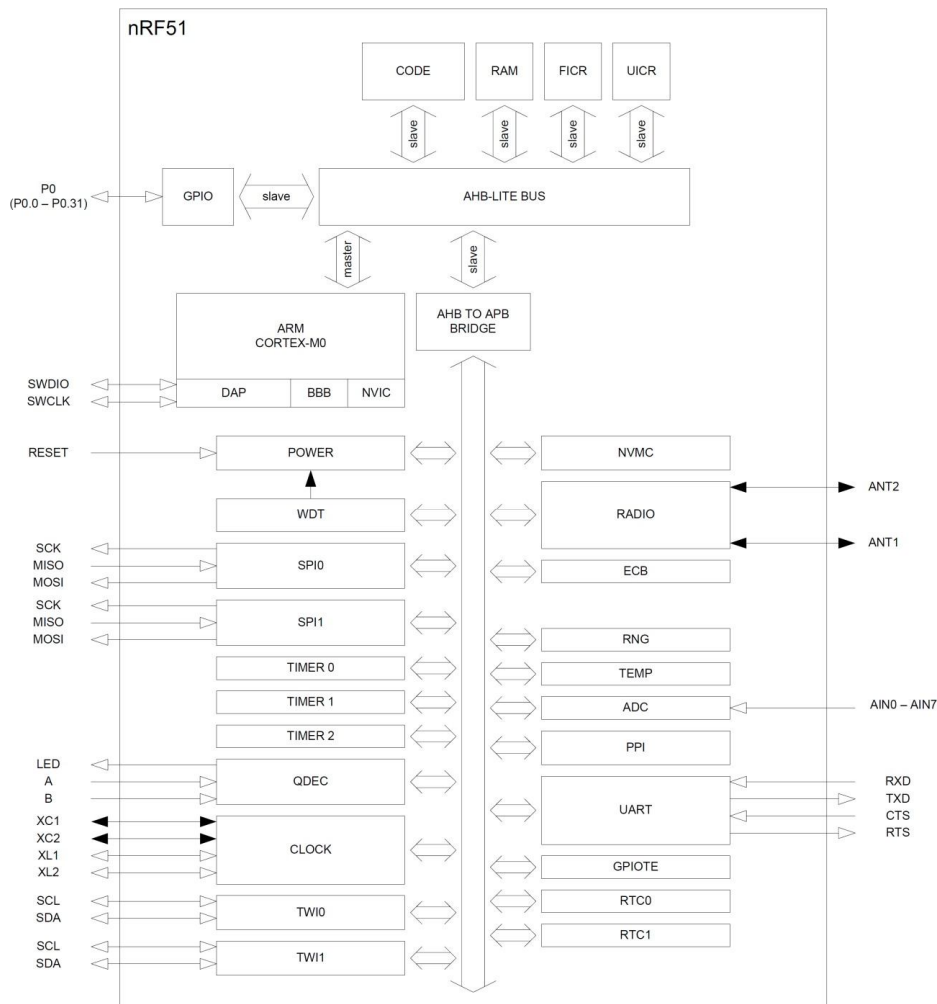 nRF51
CODE
RAM
FICR
UICR
slave
slave
slave
slave
P0
(P0.0 – P0.31)
GPIO
slave
AHB-LITE BUS
master
slave
ARM
CORTEX-M0
AHB TO APB
BRIDGE
SWDIO
SWCLK
DAP
BBB
NVIC
RESET
POWER
NVMC
WDT
RADIO
ANT2
ANT1
SCK
MISO
MOSI
SPI0
ECB
SCK
MISO
MOSI
SPI1
RNG
TIMER 0
TEMP
TIMER 1
ADC
AIN0 – AIN7
TIMER 2
PPI
LED
A
B
QDEC
UART
RXD
TXD
CTS
RTS
XC1
XC2
XL1
XL2
CLOCK
GPIOTE
SCL
SDA
TWI0
RTC0
SCL
SDA
TWI1
RTC1